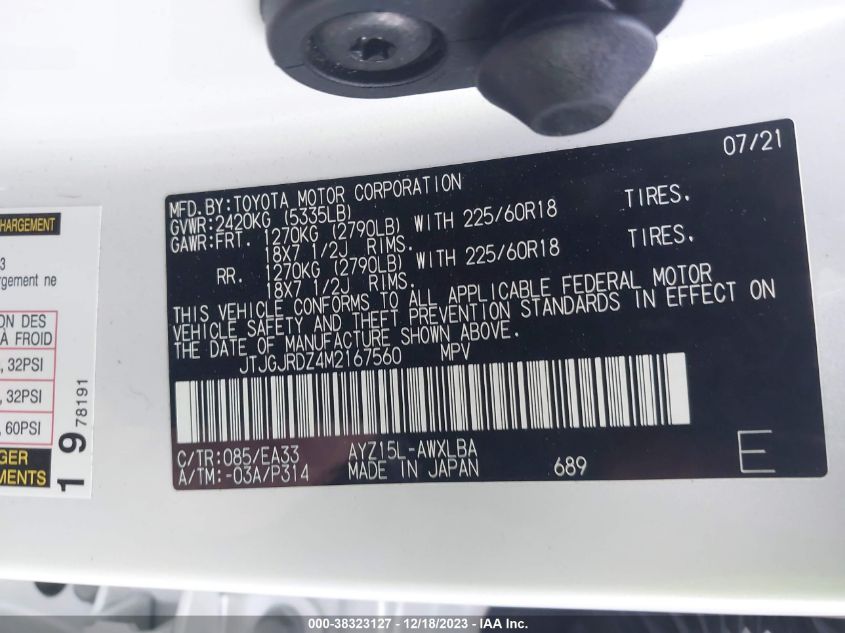 07/21
MFD.BY:TOYOTA MOTOR CORPORATION
GVWR:2420KG (5335LB)
GAWR:FRT. 1270KG (2790LB) WITH 225/60R18 TIRES.
18X7 1/2J RIMS.
RR. 1270KG (2790LB) WITH 225/60R18 TIRES.
18X7 1/2J RIMS.
THIS VEHICLE CONFORMS TO ALL APPLICABLE FEDERAL MOTOR
VEHICLE SAFETY AND THEFT PREVENTION STANDARDS IN EFFECT ON
THE DATE OF MANUFACTURE SHOWN ABOVE.
JTJGJRDZ4M2167560 MPV
C/TR:085/EA33 AYZ15L-AWXLBA
A/TM:-03A/P314 MADE IN JAPAN 689 E
CHARGEMENT
3
rgement ne
ON DES
À FROID
, 32PSI
, 32PSI
, 60PSI
GER
MENTS
1 9 78191
000-38323127 - 12/18/2023 - IAA Inc.